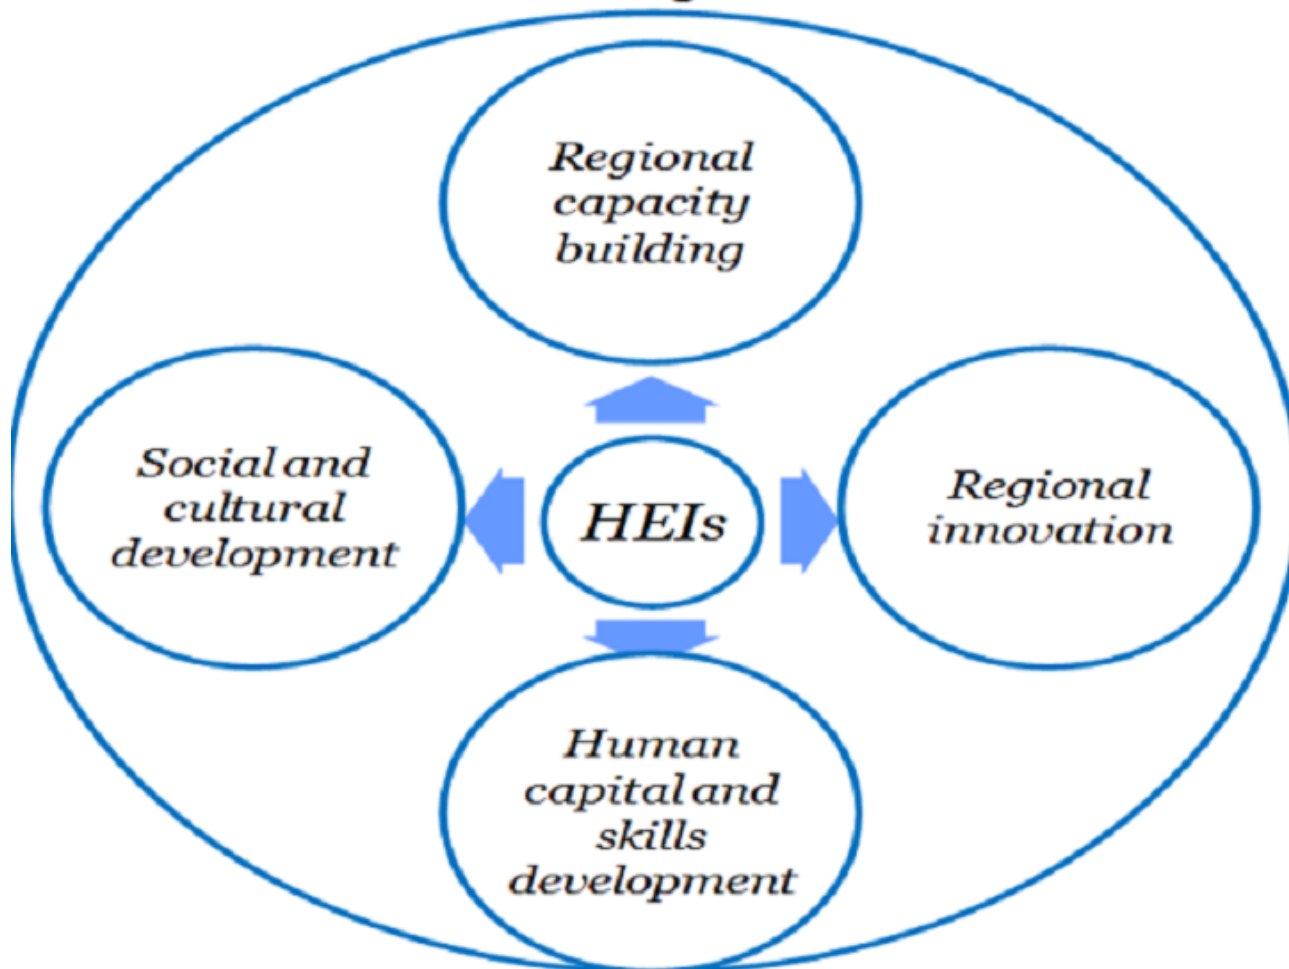 Regional
capacity
building
Social and
cultural
development
HEIs
Regional
innovation
Human
capital and
skills
development